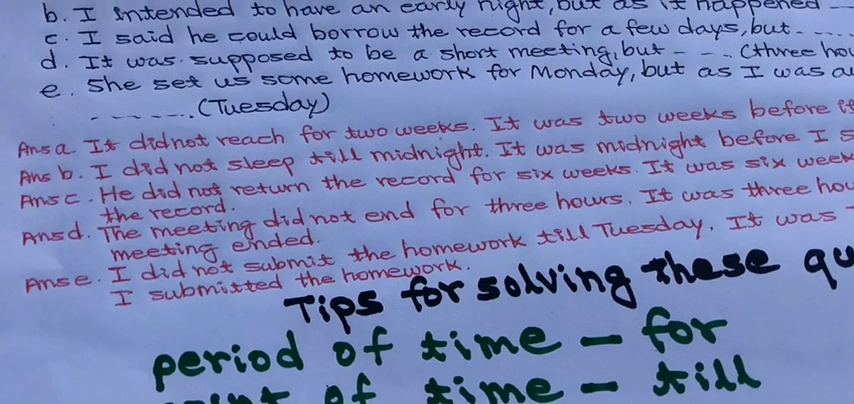 b. I intended to have an early night, but as it happened ---
c. I said he could borrow the record for a few days, but.....
d. It was supposed to be a short meeting, but - - -. (three
e. She set us some homework for Monday, but as I was
........(Tuesday)
Ans a. It did not reach for two weeks. It was two weeks before
Ans b. I did not sleep till midnight. It was midnight before I
Ans c. He did not return the record for six weeks. It was six
the record.
Ans d. The meeting did not end for three hours. It was three
meeting ended.
Ans e. I did not submit the homework till Tuesday. It was
I submitted the homework.
Tips for solving these
period of time - for
of time - till